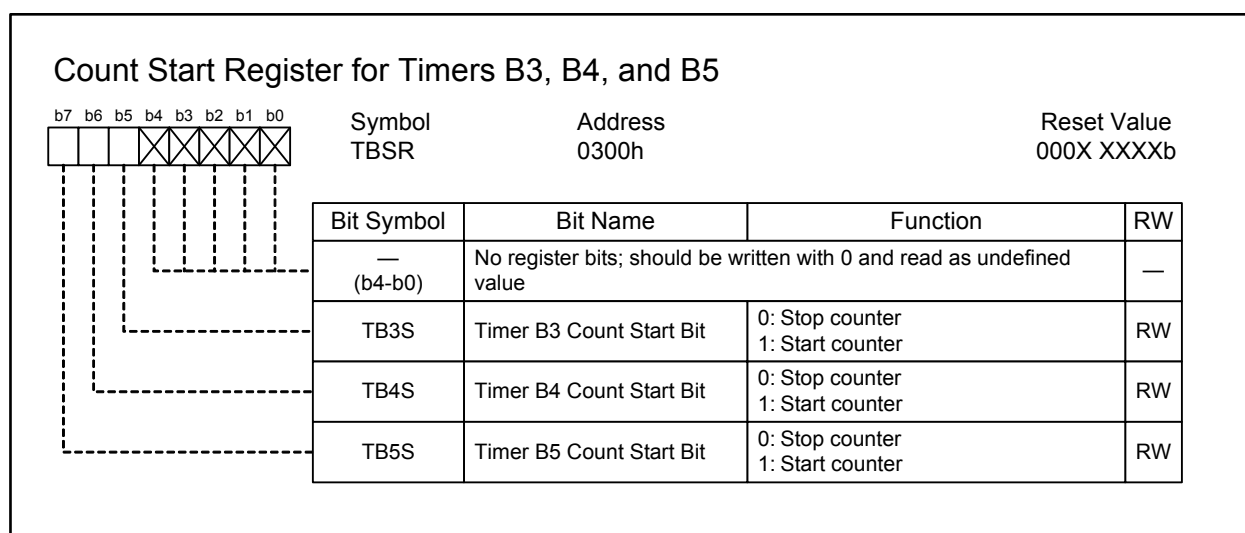 Count Start Register for Timers B3, B4, and B5
b7 b6 b5 b4 b3 b2 b1 b0
Symbol Address Reset Value
TBSR 0300h 000X XXXXb
Bit Symbol Bit Name Function RW
—
(b4-b0)
No register bits; should be written with 0 and read as undefined
value
—
TB3S Timer B3 Count Start Bit
0: Stop counter
1: Start counter
RW
TB4S Timer B4 Count Start Bit
0: Stop counter
1: Start counter
RW
TB5S Timer B5 Count Start Bit
0: Stop counter
1: Start counter
RW